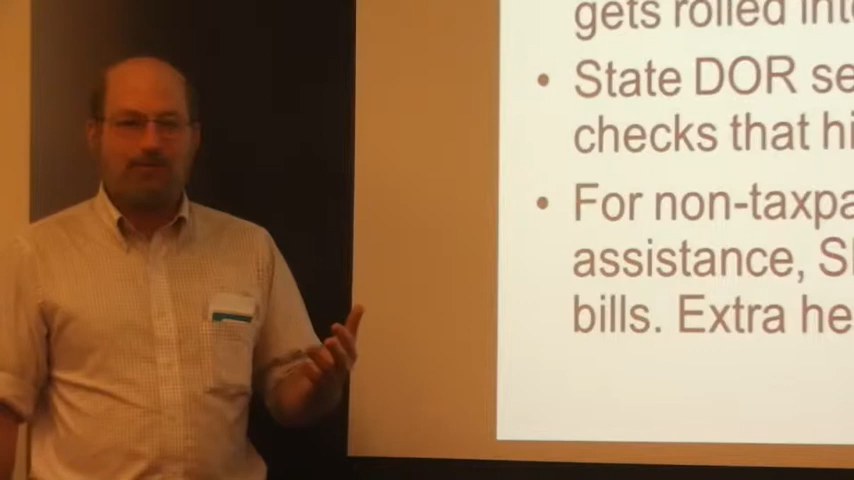 gets rolled int
• State DOR se
checks that hi
• For non-taxpa
assistance, S
bills. Extra he